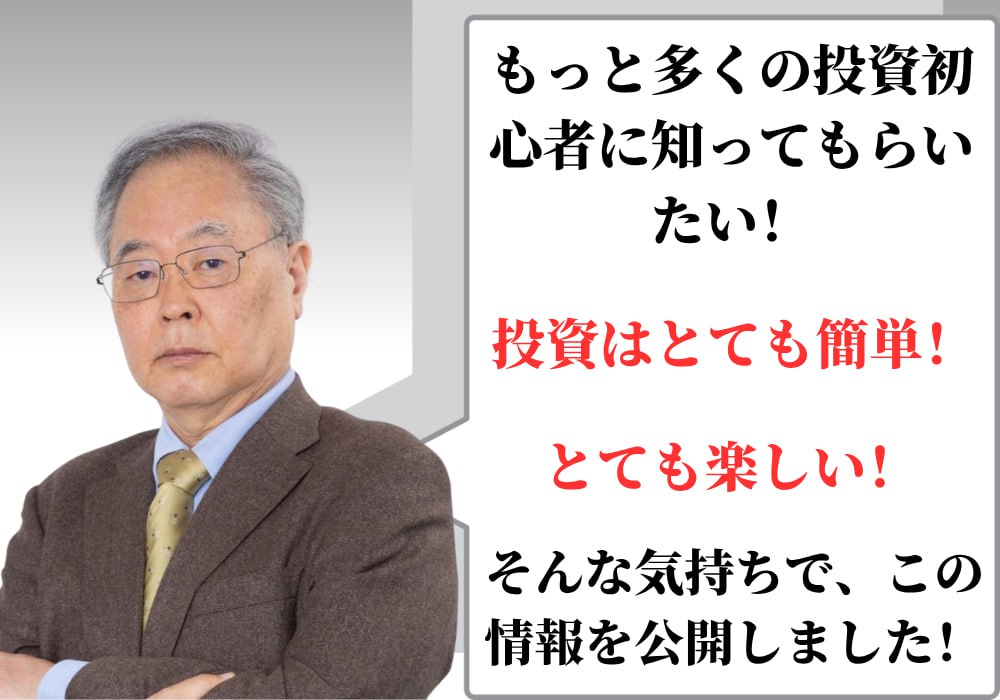 もっと多くの投資初
心者に知ってもらい
たい!
投資はとても簡単!
とても楽しい!
そんな気持ちで、この
情報を公開しました!